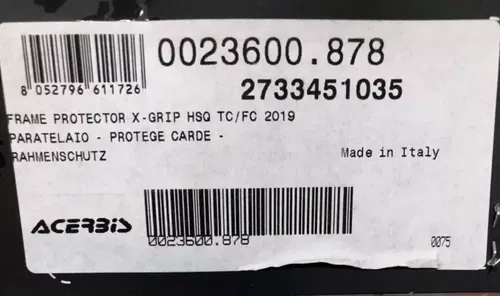 0023600.878
8 052796 611726
2733451035
FRAME PROTECTOR X-GRIP HSQ TC/FC 2019
PARATELAIO - PROTEGE CARDE -
RAHMENSCHUTZ
Made in Italy
ACERBIS
0023600.878
0075